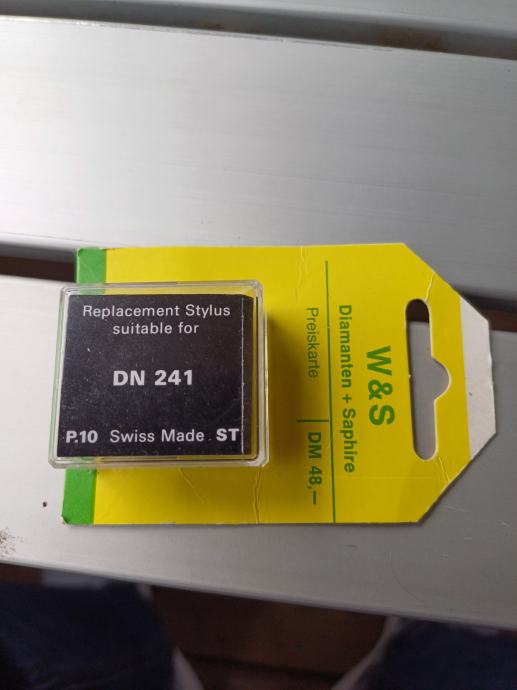 Replacement Stylus
suitable for
DN 241
P.10 Swiss Made ST
W&S
Diamanten + Saphire
Preiskarte
DM 48,–